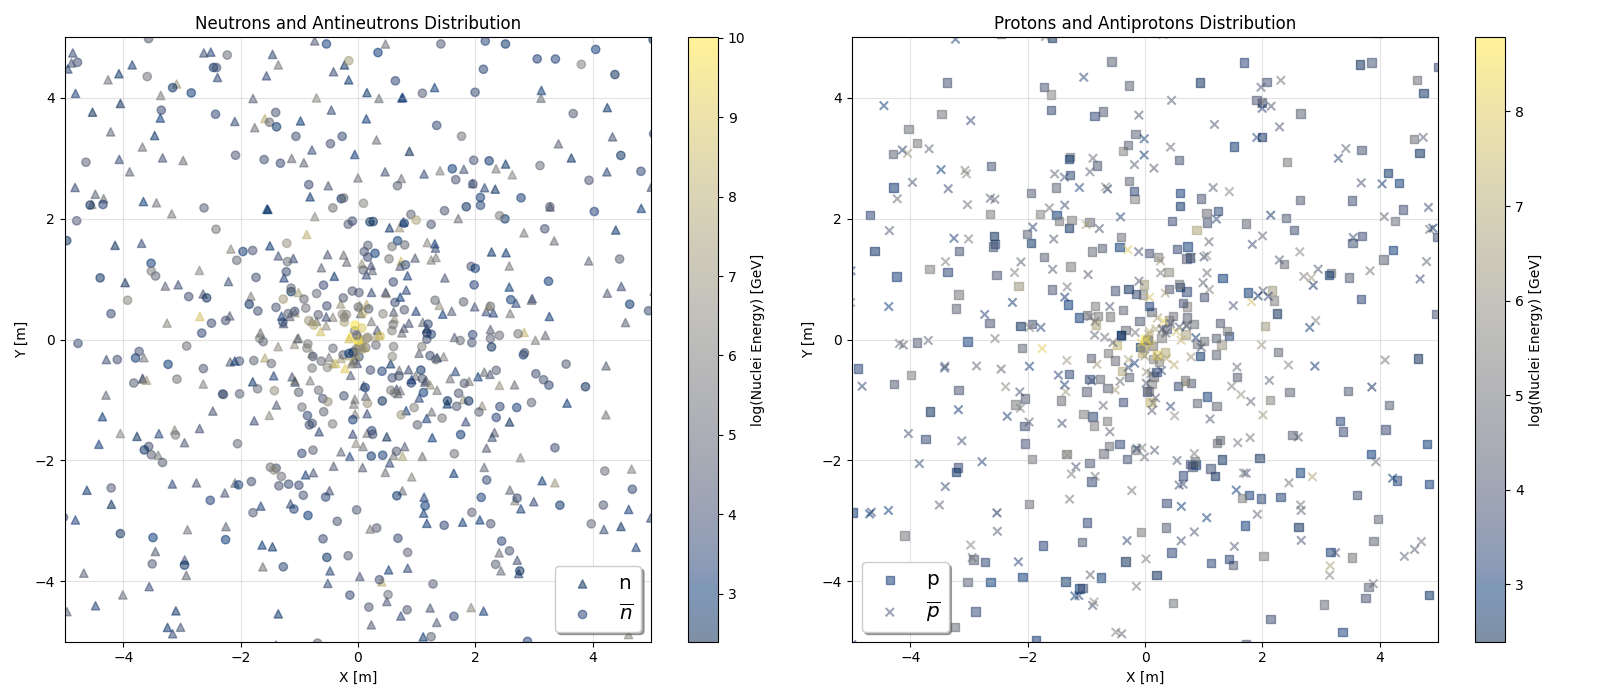 Neutrons and Antineutrons Distribution
Y [m]
4
2
0
−2
−4
−4
−2
0
2
4
X [m]
n
n̅
10
9
8
7
6
5
4
3
log(Nuclei Energy) [GeV]
Protons and Antiprotons Distribution
Y [m]
4
2
0
−2
−4
−4
−2
0
2
4
X [m]
p
p̅
8
7
6
5
4
3
log(Nuclei Energy) [GeV]